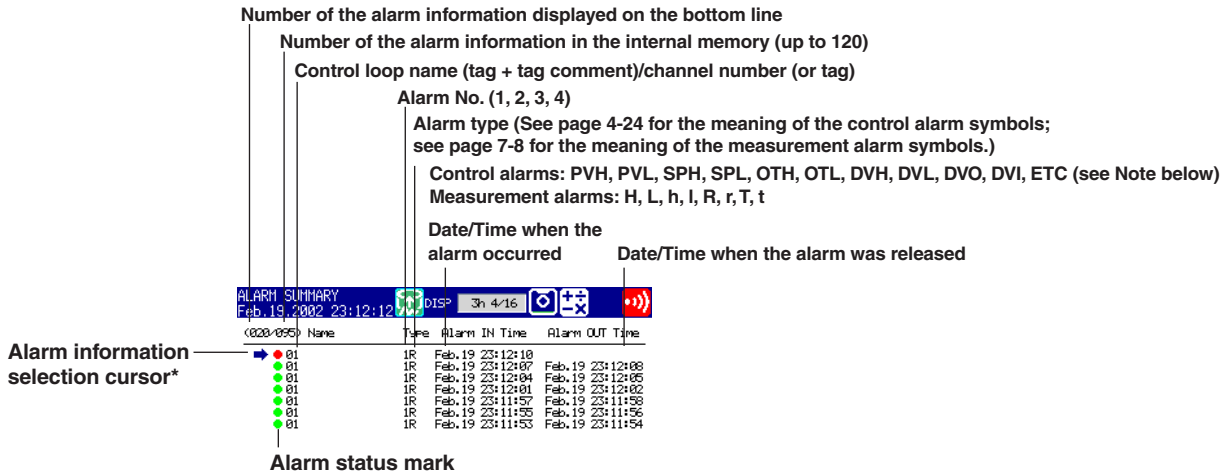 Number of the alarm information displayed on the bottom line
Number of the alarm information in the internal memory (up to 120)
Control loop name (tag + tag comment)/channel number (or tag)
Alarm No. (1, 2, 3, 4)
Alarm type (See page 4-24 for the meaning of the control alarm symbols;
see page 7-8 for the meaning of the measurement alarm symbols.)
Control alarms: PVH, PVL, SPH, SPL, OTH, OTL, DVH, DVL, DVO, DVI, ETC (see Note below)
Measurement alarms: H, L, h, l, R, r, T, t
Date/Time when the
alarm occurred
Date/Time when the alarm was released
ALARM SUMMARY
Feb.19.2002 23:12:12
DISP
3h 4/16
(020/095) Name Type Alarm IN Time Alarm OUT Time
Alarm information
selection cursor*
01 1R Feb.19 23:12:10
01 1R Feb.19 23:12:07 Feb.19 23:12:08
01 1R Feb.19 23:12:04 Feb.19 23:12:05
01 1R Feb.19 23:12:01 Feb.19 23:12:02
01 1R Feb.19 23:11:57 Feb.19 23:11:58
01 1R Feb.19 23:11:55 Feb.19 23:11:56
01 1R Feb.19 23:11:53 Feb.19 23:11:54
Alarm status mark